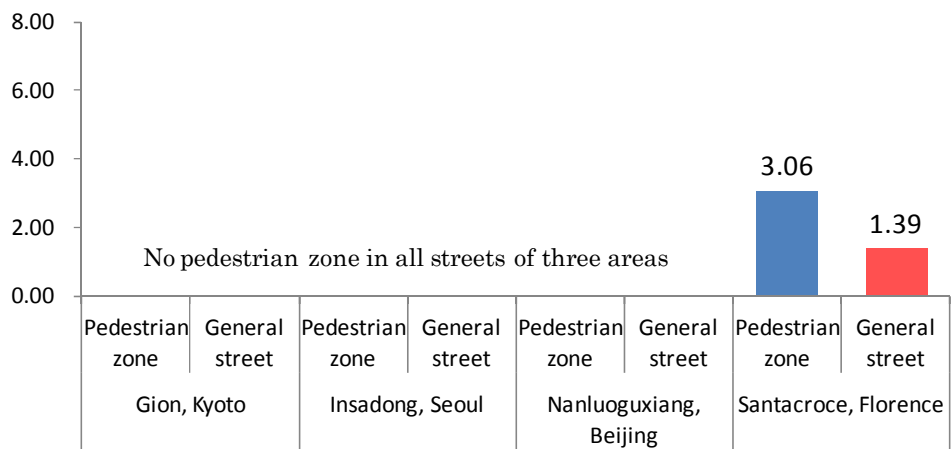 8.00
6.00
4.00
2.00
0.00
3.06
1.39
No pedestrian zone in all streets of three areas
Pedestrian zone
General street
Pedestrian zone
General street
Pedestrian zone
General street
Pedestrian zone
General street
Gion, Kyoto
Insadong, Seoul
Nanluoguxiang,
Beijing
Santacroce, Florence